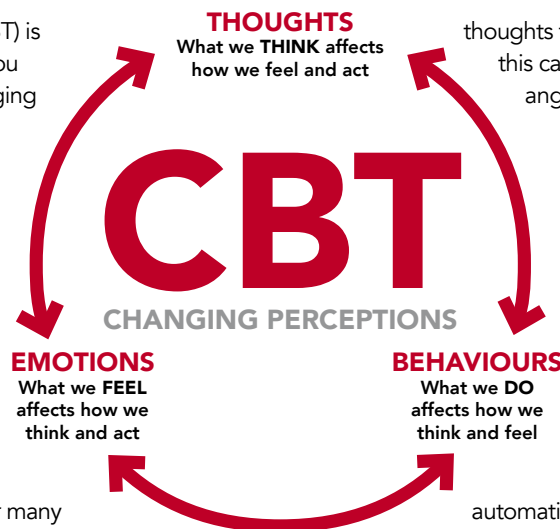 T) is
ou
ging
THOUGHTS
What we THINK affects
how we feel and act
thoughts
this ca
ang
CBT
CHANGING PERCEPTIONS
EMOTIONS
What we FEEL
affects how we
think and act
BEHAVIOURS
What we DO
affects how we
think and feel
many
automati